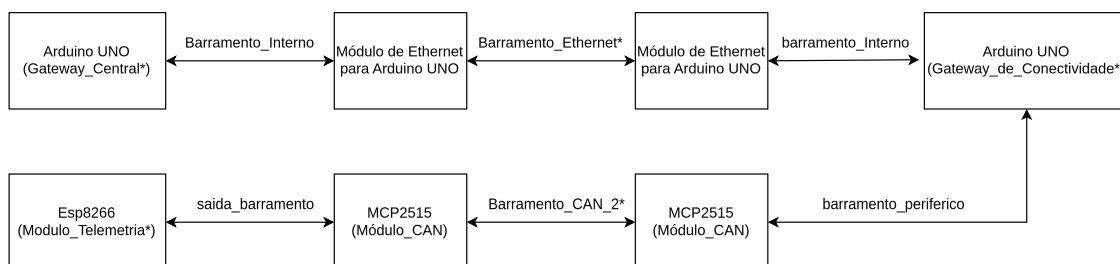 Arduino UNO
(Gateway_Central*)
Barramento_Interno
Módulo de Ethernet
para Arduino UNO
Barramento_Ethernet*
Módulo de Ethernet
para Arduino UNO
barramento_Interno
Arduino UNO
(Gateway_de_Conectividade*
Esp8266
(Modulo_Telemetria*)
saida_barramento
MCP2515
(Módulo_CAN)
Barramento_CAN_2*
MCP2515
(Módulo_CAN)
barramento_periferico